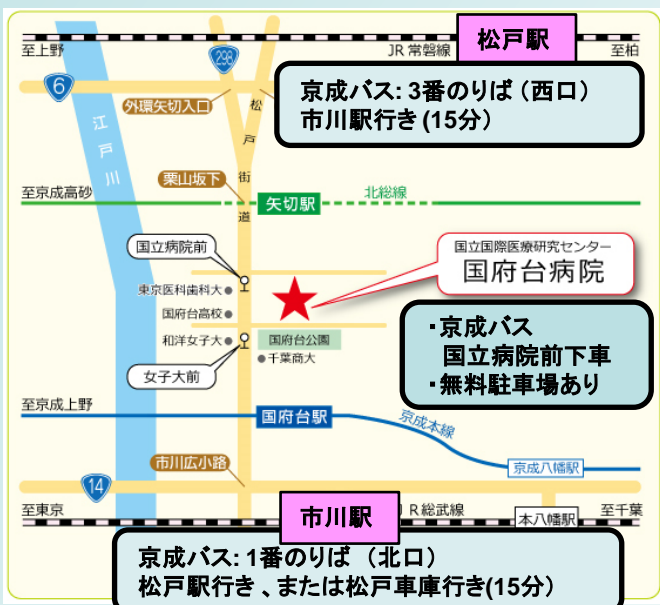 至上野
298
JR 常磐線
松戸駅
至柏
6
京成バス: 3番のりば（西口）
市川駅行き (15分）
外環矢切入口
松戸街道
江戸川
栗山坂下
至京成高砂
矢切駅
北総線
国立病院前
国立国際医療研究センター
国府台病院
東京医科歯科大●
国府台高校●
和洋女子大●
国府台公園
●千葉商大
女子大前
・京成バス
国立病院前下車
・無料駐車場あり
至京成上野
国府台駅
京成本線
京成八幡駅
市川広小路
14
至東京
市川駅
R 総武線
本八幡駅
至千葉
京成バス: 1番のりば （北口）
松戸駅行き 、または松戸車庫行き(15分）